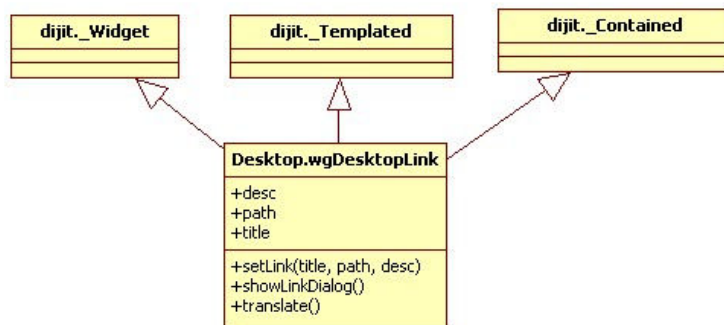 dijit._Widget
dijit._Templated
dijit._Contained
Desktop.wgDesktopLink
+desc
+path
+title
+setLink(title, path, desc)
+showLinkDialog()
+translate()